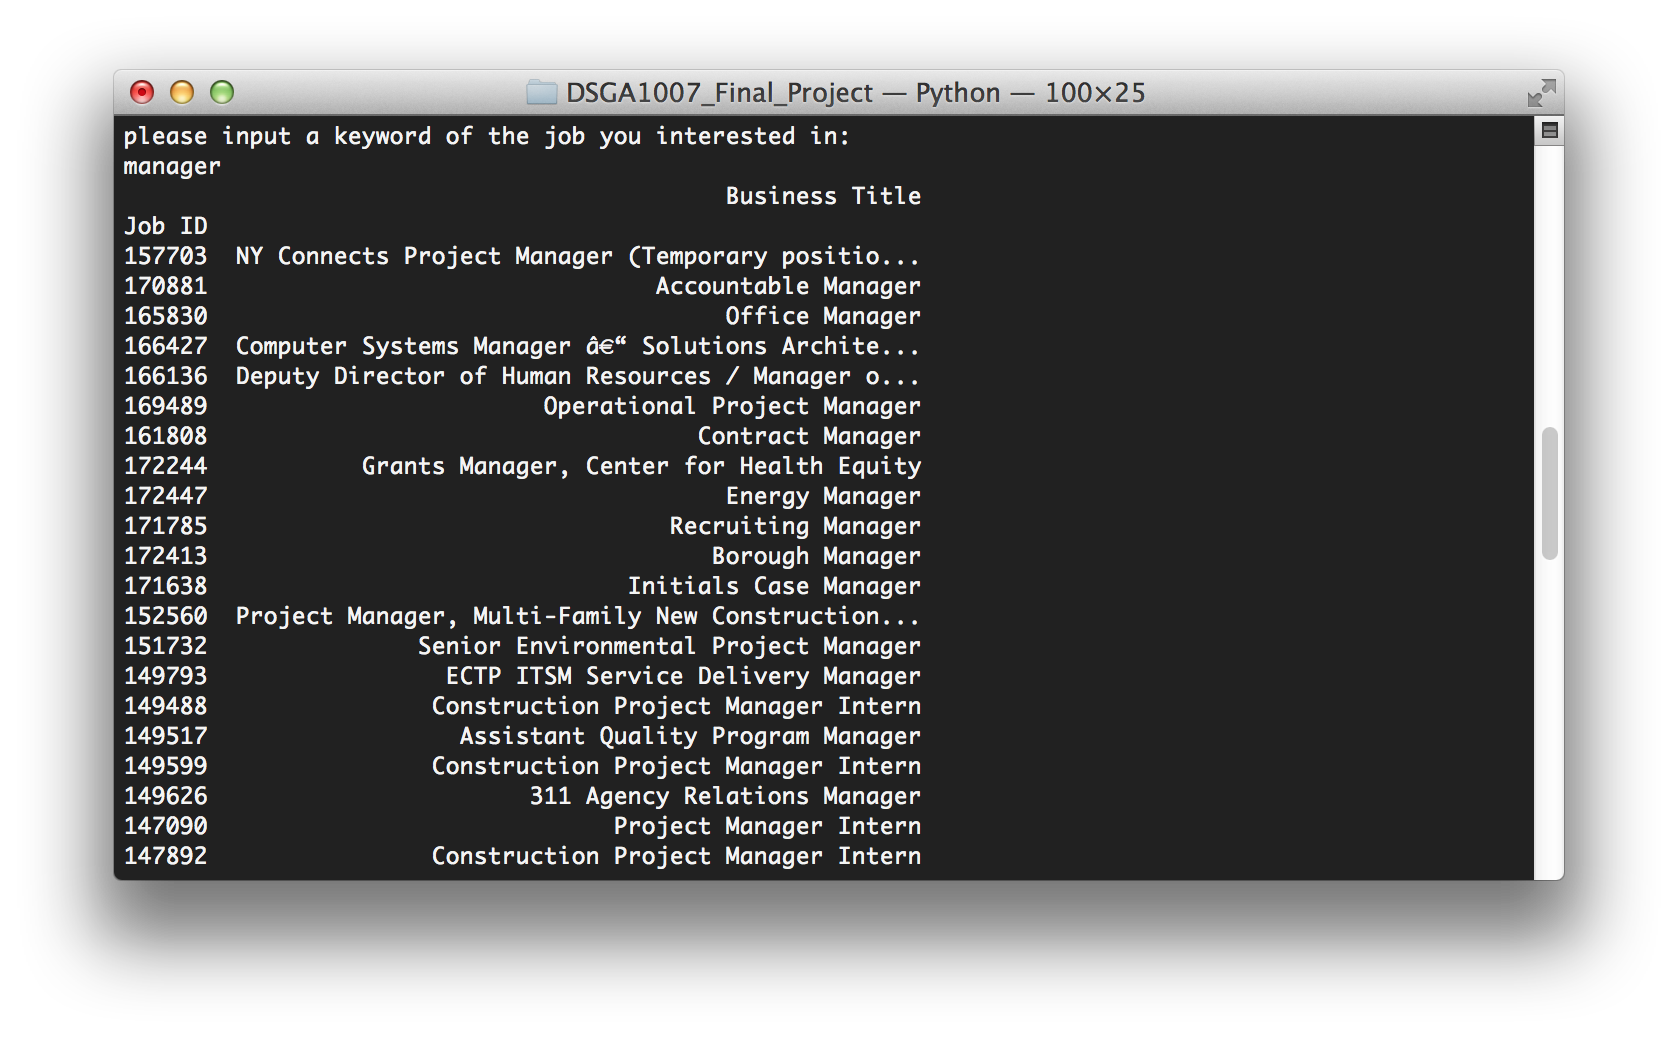 DSGA1007_Final_Project — Python — 100×25
please input a keyword of the job you interested in:
manager
Business Title
Job ID
157703 NY Connects Project Manager (Temporary positio...
170881 Accountable Manager
165830 Office Manager
166427 Computer Systems Manager â€“ Solutions Archite...
166136 Deputy Director of Human Resources / Manager o...
169489 Operational Project Manager
161808 Contract Manager
172244 Grants Manager, Center for Health Equity
172447 Energy Manager
171785 Recruiting Manager
172413 Borough Manager
171638 Initials Case Manager
152560 Project Manager, Multi-Family New Construction...
151732 Senior Environmental Project Manager
149793 ECTP ITSM Service Delivery Manager
149488 Construction Project Manager Intern
149517 Assistant Quality Program Manager
149599 Construction Project Manager Intern
149626 311 Agency Relations Manager
147090 Project Manager Intern
147892 Construction Project Manager Intern